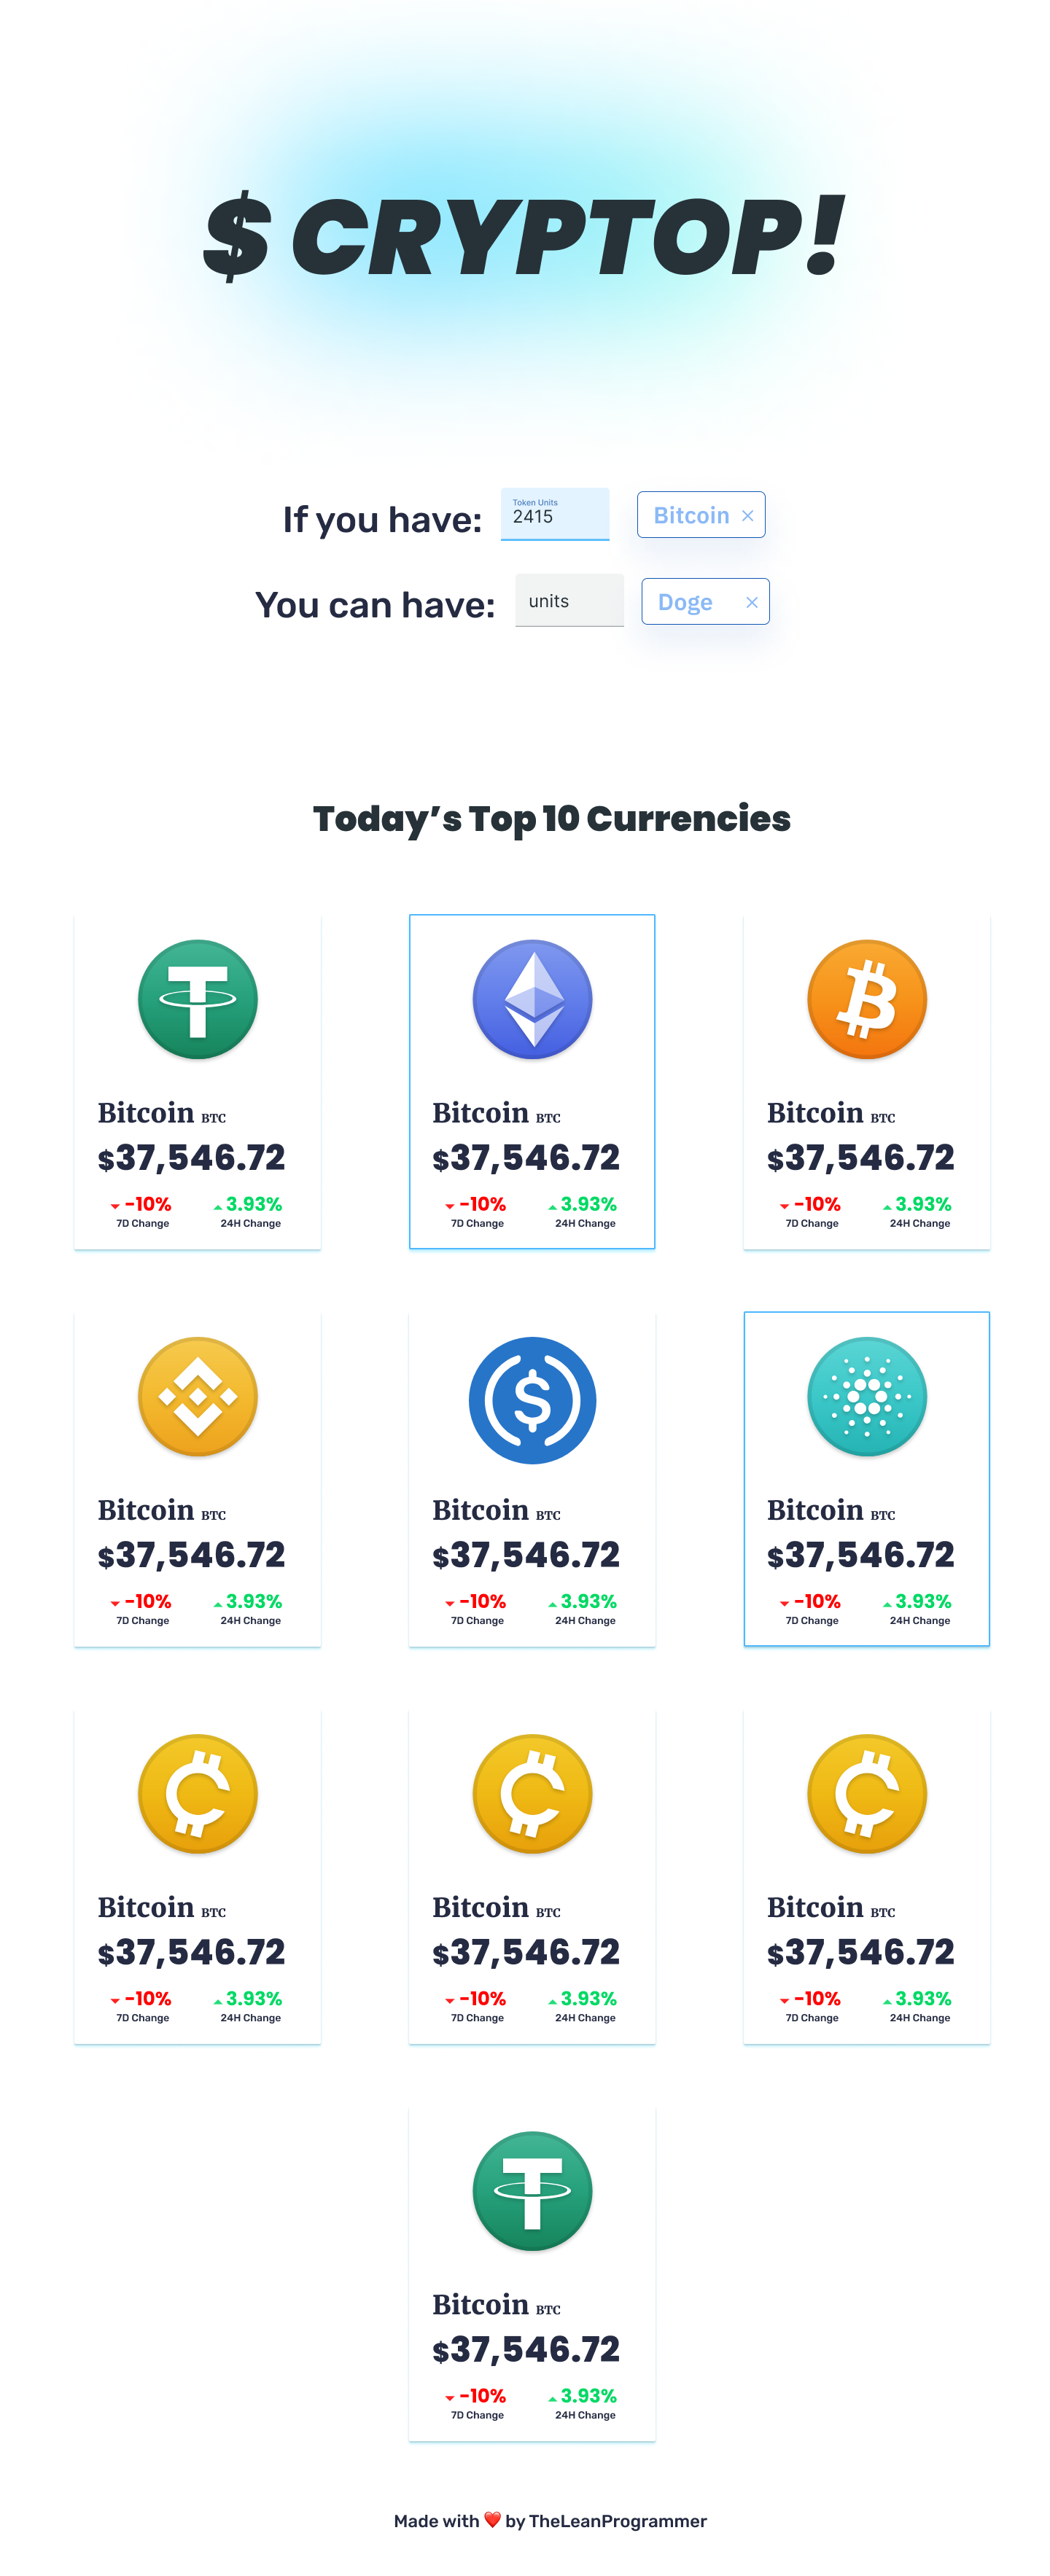 $ CRYPTOP!
If you have:
Token Units
2415
Bitcoin ×
You can have:
units
Doge ×
Today’s Top 10 Currencies
Bitcoin BTC
$37,546.72
-10% 3.93%
7D Change 24H Change
Bitcoin BTC
$37,546.72
-10% 3.93%
7D Change 24H Change
Bitcoin BTC
$37,546.72
-10% 3.93%
7D Change 24H Change
Bitcoin BTC
$37,546.72
-10% 3.93%
7D Change 24H Change
Bitcoin BTC
$37,546.72
-10% 3.93%
7D Change 24H Change
Bitcoin BTC
$37,546.72
-10% 3.93%
7D Change 24H Change
Bitcoin BTC
$37,546.72
-10% 3.93%
7D Change 24H Change
Bitcoin BTC
$37,546.72
-10% 3.93%
7D Change 24H Change
Bitcoin BTC
$37,546.72
-10% 3.93%
7D Change 24H Change
Bitcoin BTC
$37,546.72
-10% 3.93%
7D Change 24H Change
Made with ❤️ by TheLeanProgrammer